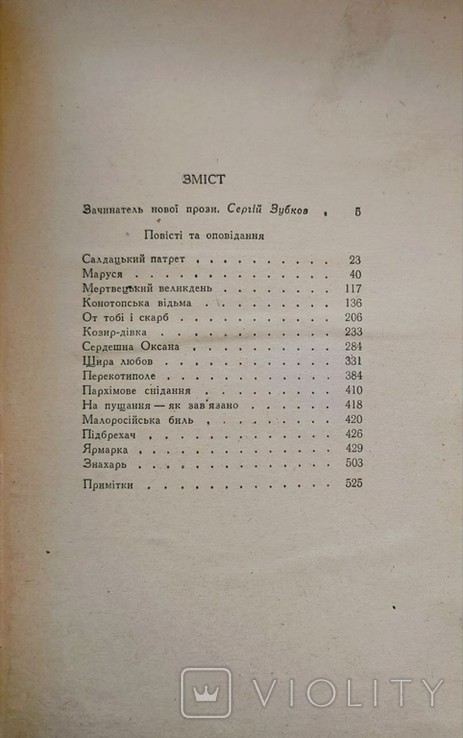 ЗМІСТ
Зачинатель нової прози. Сергій Зубков . 5
Повісті та оповідання
Салдацький патрет . . . . . . . . . . 23
Маруся . . . . . . . . . . . . . 40
Мертвецький великдень . . . . . . . . 117
Конотопська відьма . . . . . . . . . 136
От тобі і скарб . . . . . . . . . . 206
Козир-дівка . . . . . . . . . . . 233
Сердешна Оксана . . . . . . . . . 284
Щира любов . . . . . . . . . . . 331
Перекотиполе . . . . . . . . . . . 384
Пархімове снідання . . . . . . . . . 410
На пущання — як зав'язано . . . . . . 418
Малоросійська биль . . . . . . . . . 420
Підбрехач . . . . . . . . . . . . 426
Ярмарка . . . . . . . . . . . . 429
Знахарь . . . . . . . . . . . . 503
Примітки . . . . . . . . . . . . 525
VIOLITY